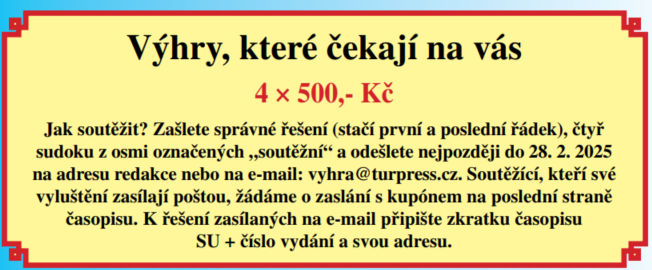 Výhry, které čekají na vás
4 × 500,- Kč
Jak soutěžit? Zašlete správné řešení (stačí první a poslední řádek), čtyř
sudoku z osmi označených „soutěžní“ a odešlete nejpozději do 28. 2. 2025
na adresu redakce nebo na e-mail: vyhra@turpress.cz. Soutěžící, kteří své
vyluštění zasílají poštou, žádáme o zaslání s kupónem na poslední straně
časopisu. K řešení zasílaných na e-mail připište zkratku časopisu
SU + číslo vydání a svou adresu.